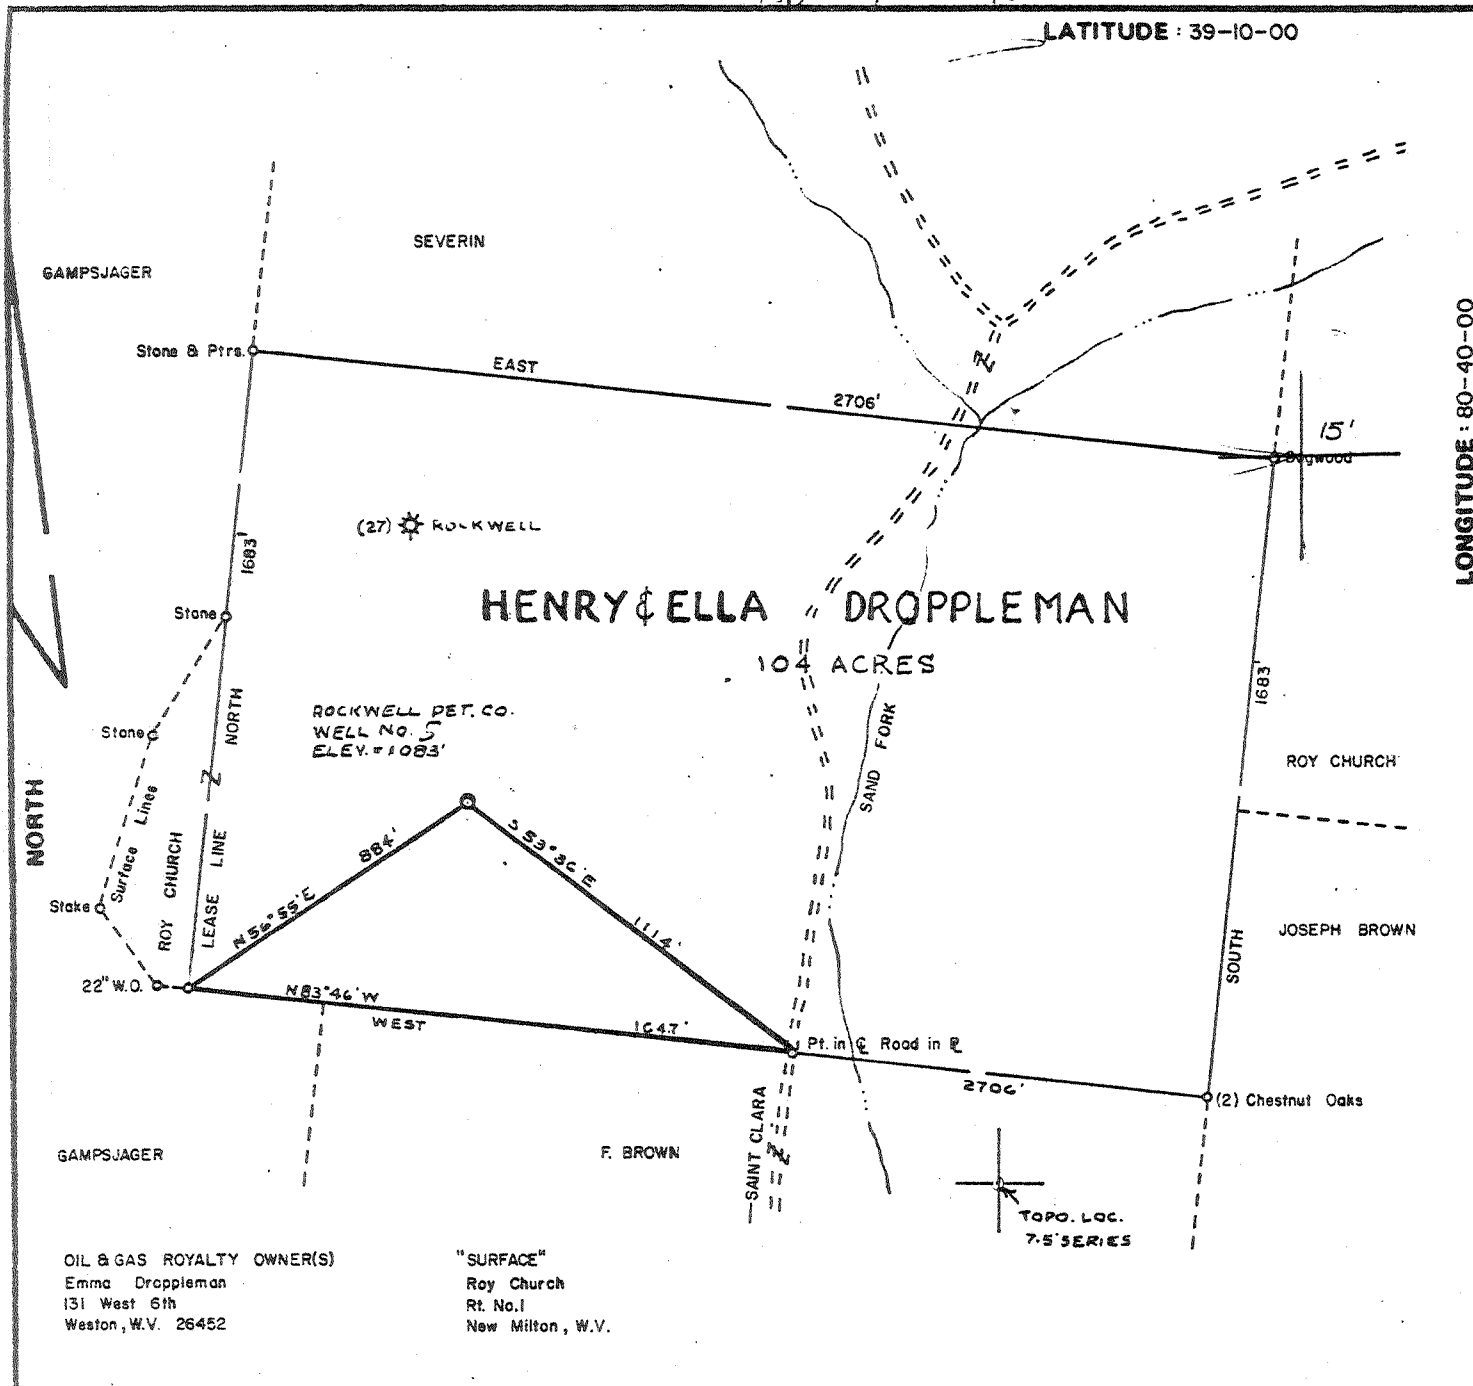 LATITUDE : 39-10-00
LONGITUDE : 80-40-00
SEVERIN
GAMPSJAGER
Stone & Ptrs.
EAST
2706'
15'
Dogwood
(27) ROCKWELL
1683'
HENRY & ELLA DROPPLEMAN
104 ACRES
Stone
NORTH
ROCKWELL PET. CO.
WELL NO. 5
ELEV. = 1083'
Stone
SAND FORK
1683'
ROY CHURCH
NORTH
Surface Lines
ROY CHURCH
LEASE LINE
884'
N 56°55' E
S 53°36' E
1114'
Stake
SOUTH
JOSEPH BROWN
22" W.O.
N83°46' W
WEST
1647'
Pt. in ℄ Road in ⅊
2706'
(2) Chestnut Oaks
GAMPSJAGER
F. BROWN
SAINT CLARA
TOPO. LOC.
7.5' SERIES
OIL & GAS ROYALTY OWNER(S)
Emma Droppleman
131 West 6th
Weston, W.V. 26452
"SURFACE"
Roy Church
Rt. No.1
New Milton, W.V.